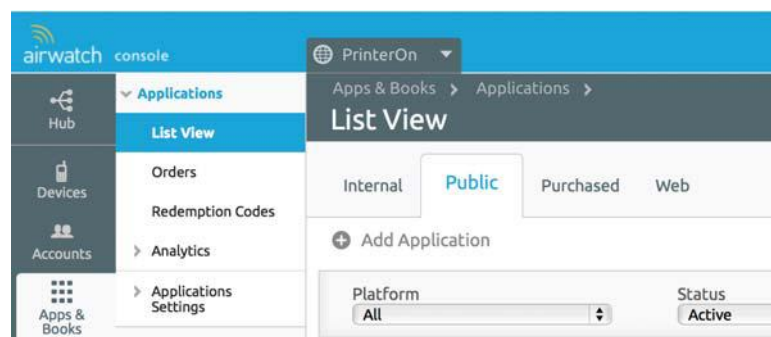 airwatch console
PrinterOn
Hub
Devices
Accounts
Apps &
Books
Applications
List View
Orders
Redemption Codes
Analytics
Applications
Settings
Apps & Books > Applications >
List View
Internal Public Purchased Web
Add Application
Platform Status
All Active